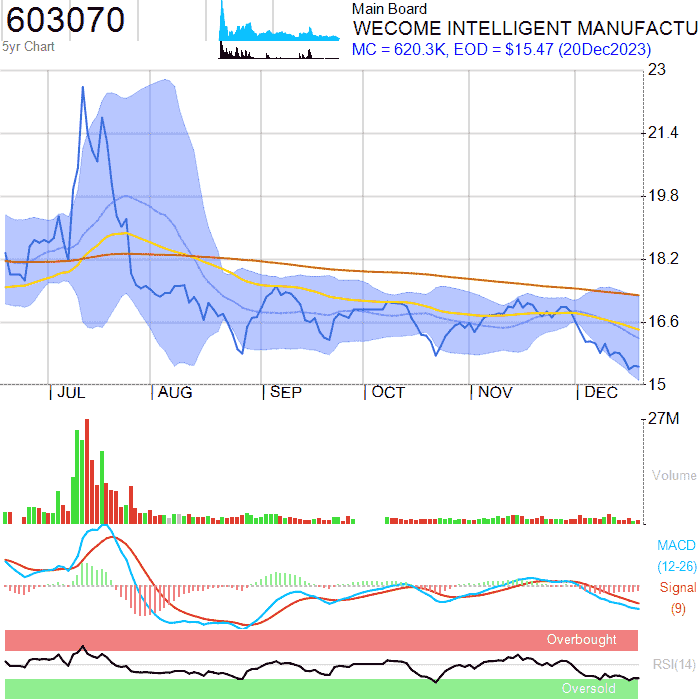 603070
5yr Chart
Main Board
WECOME INTELLIGENT MANUFACTU
MC = 620.3K, EOD = $15.47 (20Dec2023)
23
21.4
19.8
18.2
16.6
15
JUL AUG SEP OCT NOV DEC
27M
Volume
MACD
(12-26)
Signal
(9)
Overbought
RSI(14)
Oversold